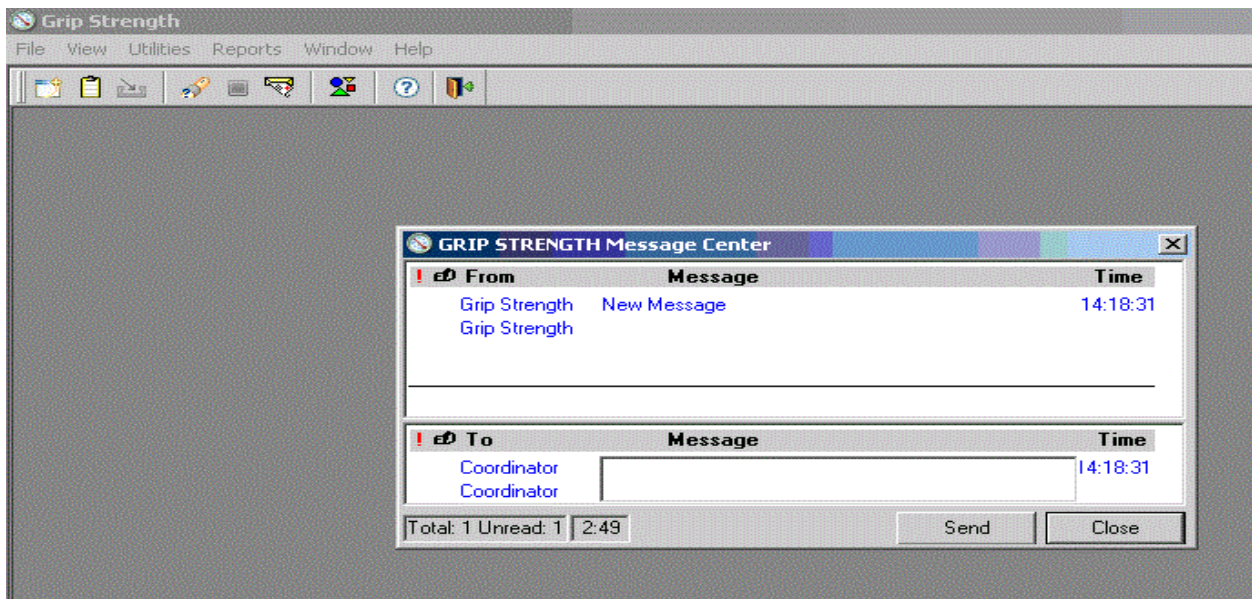 Grip Strength
File View Utilities Reports Window Help
GRIP STRENGTH Message Center
! From Message Time
Grip Strength New Message 14:18:31
Grip Strength
! To Message Time
Coordinator 14:18:31
Coordinator
Total: 1 Unread: 1 2:49 Send Close